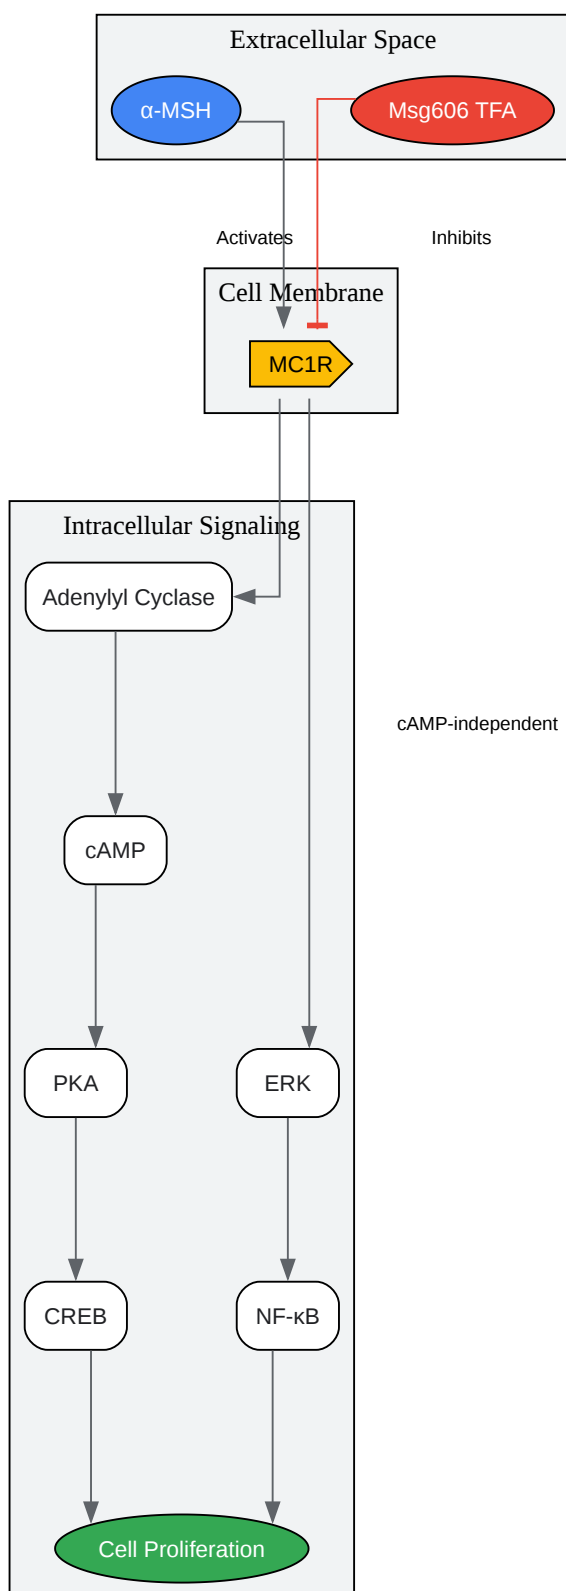 Extracellular Space
α-MSH
Msg606 TFA
Activates
Inhibits
Cell Membrane
MC1R
Intracellular Signaling
Adenylyl Cyclase
cAMP-independent
cAMP
PKA
ERK
CREB
NF-κB
Cell Proliferation